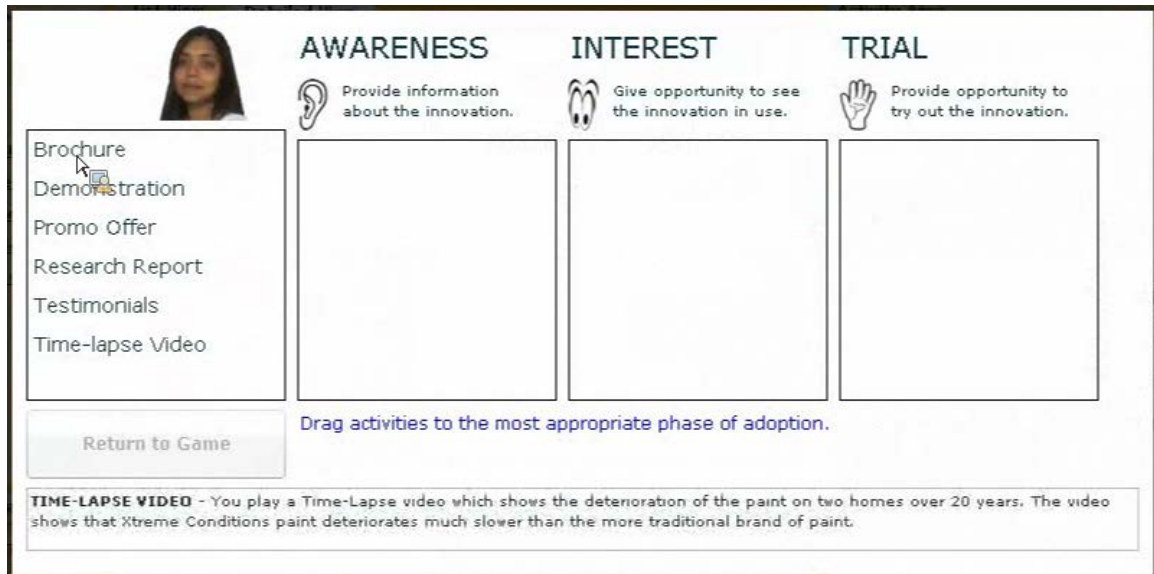 AWARENESS
Provide information
about the innovation.
INTEREST
Give opportunity to see
the innovation in use.
TRIAL
Provide opportunity to
try out the innovation.
Brochure
Demonstration
Promo Offer
Research Report
Testimonials
Time-lapse Video
Drag activities to the most appropriate phase of adoption.
Return to Game
TIME-LAPSE VIDEO - You play a Time-Lapse video which shows the deterioration of the paint on two homes over 20 years. The video
shows that Xtreme Conditions paint deteriorates much slower than the more traditional brand of paint.